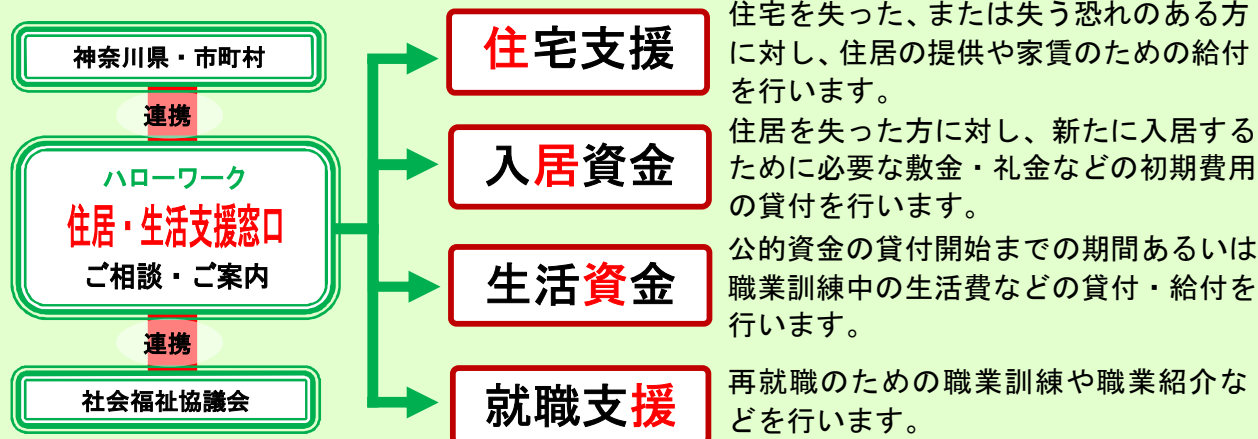 神奈川県・市町村
連携
ハローワーク
住居・生活支援窓口
ご相談・ご案内
連携
社会福祉協議会
住宅支援
住宅を失った、または失う恐れのある方
に対し、住居の提供や家賃のための給付
を行います。
入居資金
住居を失った方に対し、新たに入居する
ために必要な敷金・礼金などの初期費用
の貸付を行います。
生活資金
公的資金の貸付開始までの期間あるいは
職業訓練中の生活費などの貸付・給付を
行います。
就職支援
再就職のための職業訓練や職業紹介な
どを行います。